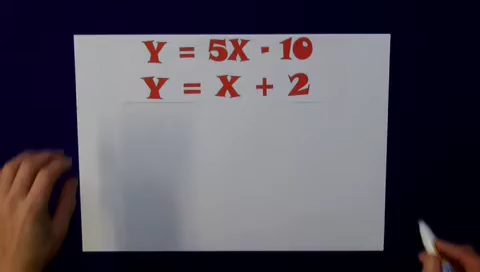 Y = 5X - 10
Y = X + 2